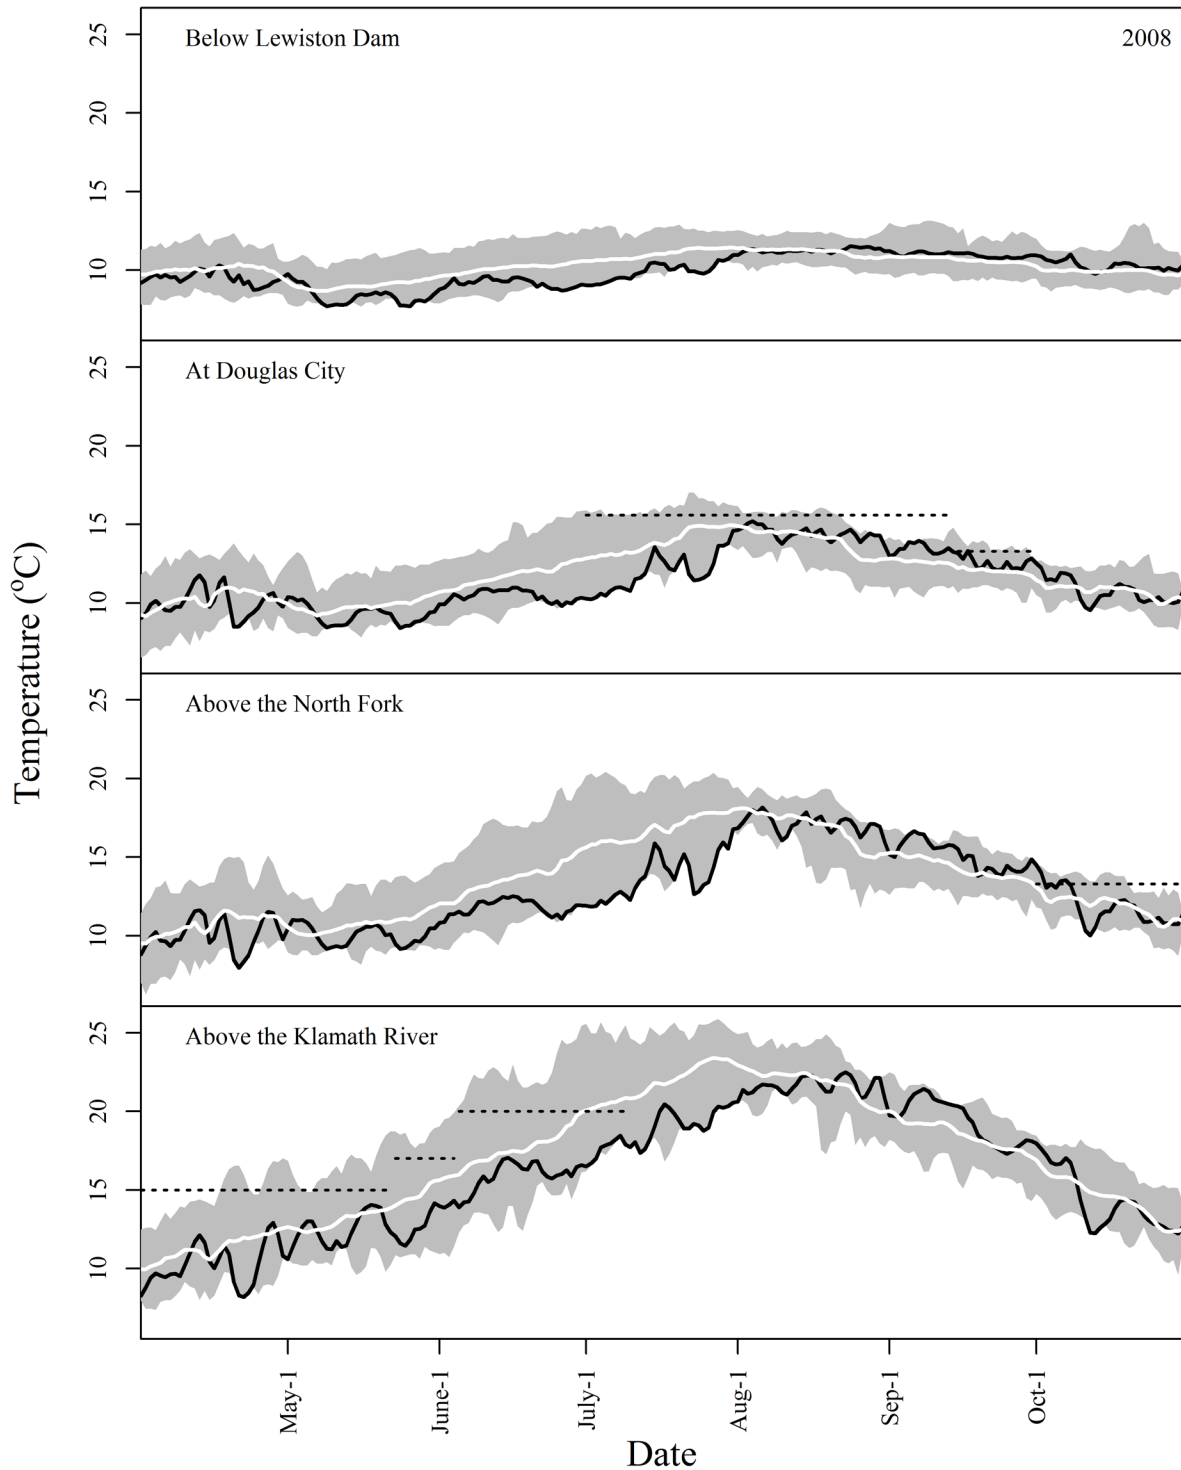 Below Lewiston Dam 2008
25
20
15
10
At Douglas City
25
20
15
10
Above the North Fork
25
20
15
10
Above the Klamath River
25
20
15
10
Temperature (°C)
May-1 June-1 July-1 Aug-1 Sep-1 Oct-1
Date